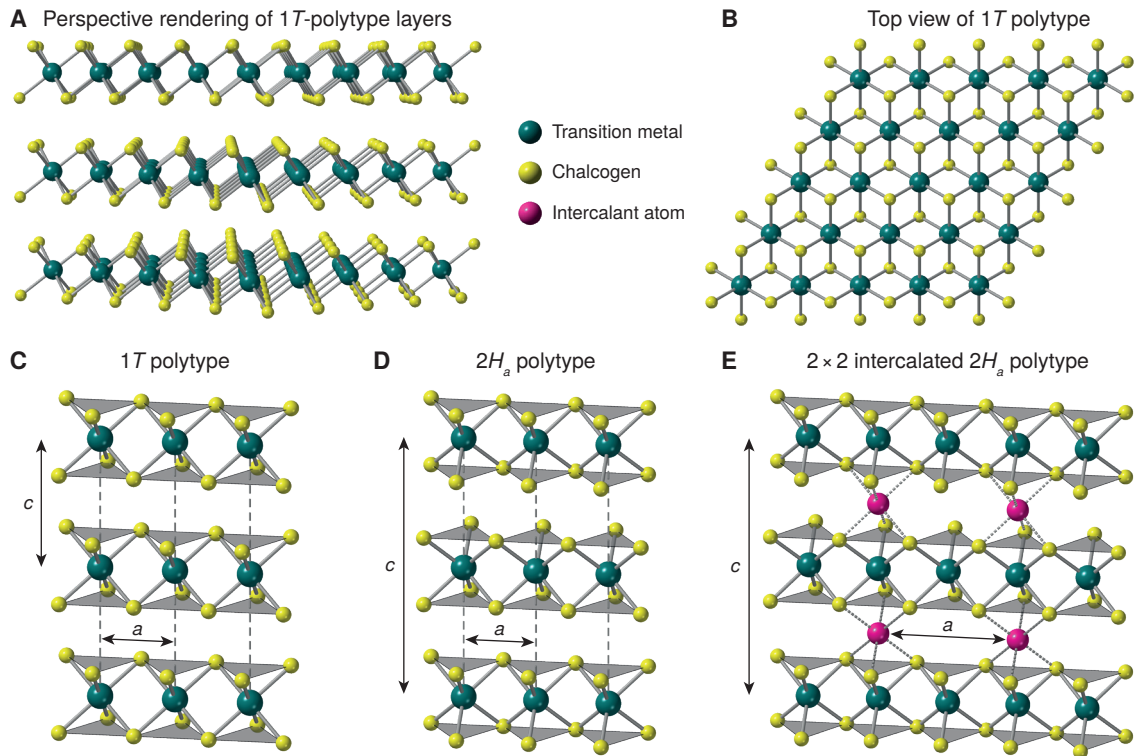 A Perspective rendering of 1T-polytype layers
B Top view of 1T polytype
Transition metal
Chalcogen
Intercalant atom
C 1T polytype
D 2Hₐ polytype
E 2 × 2 intercalated 2Hₐ polytype
c
a
c
a
c
a